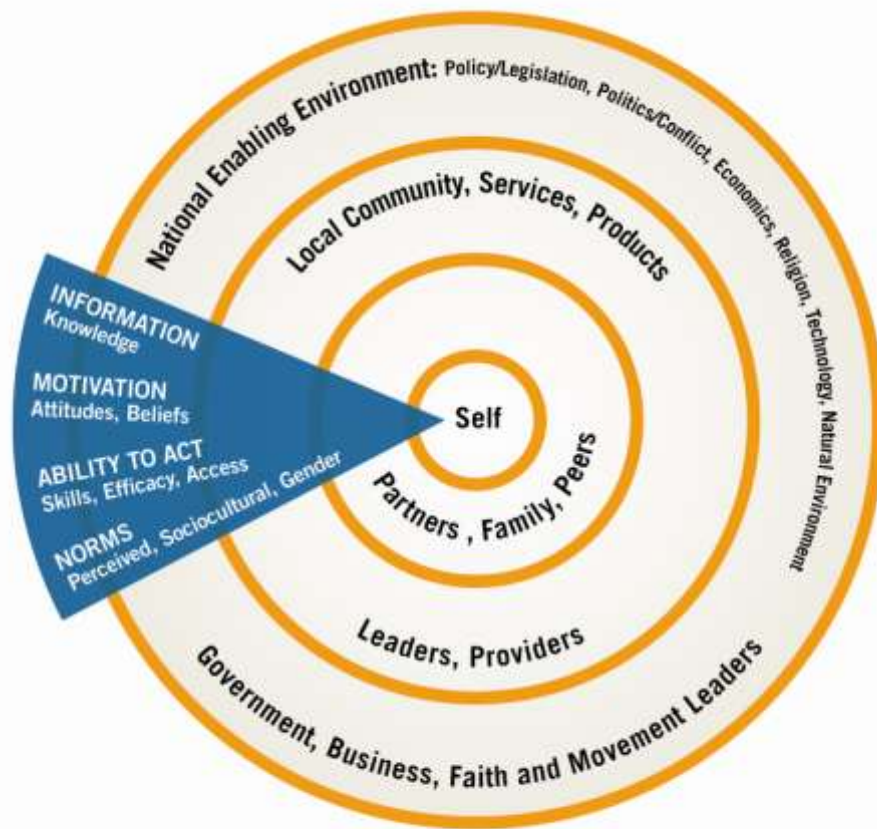 National Enabling Environment: Policy/Legislation, Politics/Conflict, Economics, Religion, Technology, Natural Environment
Local Community, Services, Products
INFORMATION
Knowledge
MOTIVATION
Attitudes, Beliefs
ABILITY TO ACT
Skills, Efficacy, Access
NORMS
Perceived, Sociocultural, Gender
Self
Partners , Family, Peers
Leaders, Providers
Government, Business, Faith and Movement Leaders